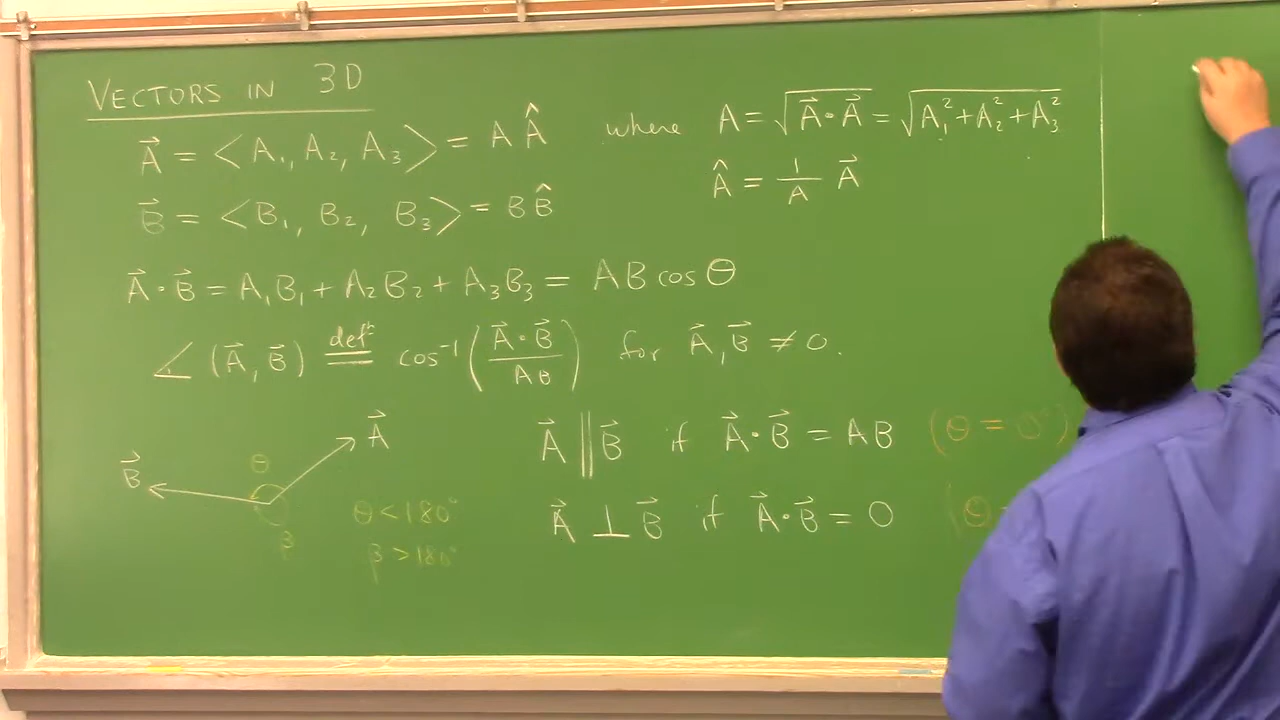 VECTORS IN 3D
A⃗ = <A₁, A₂, A₃> = A Â where A = √(A⃗·A⃗) = √(A₁² + A₂² + A₃²)
Â = 1/A A⃗
B⃗ = <B₁, B₂, B₃> = B B̂
A⃗·B⃗ = A₁B₁ + A₂B₂ + A₃B₃ = AB cos θ
∠(A⃗, B⃗) def = cos⁻¹(A⃗·B⃗ / AB) for A⃗, B⃗ ≠ 0.
A⃗
B⃗
θ
β
θ < 180°
β > 180°
A⃗ ∥ B⃗ if A⃗·B⃗ = AB (θ = 0°)
A⃗ ⊥ B⃗ if A⃗·B⃗ = 0 (θ =